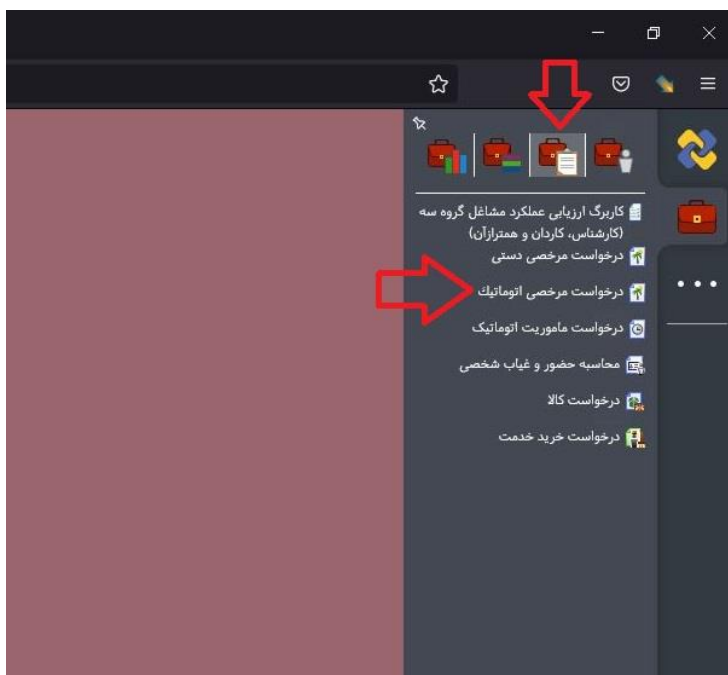 کاربرگ ارزیابی عملکرد مشاغل گروه سه
(کارشناس، کاردان و همترازآن)
درخواست مرخصی دستی
درخواست مرخصی اتوماتيك
درخواست ماموریت اتوماتیک
محاسبه حضور و غیاب شخصی
درخواست کالا
درخواست خرید خدمت